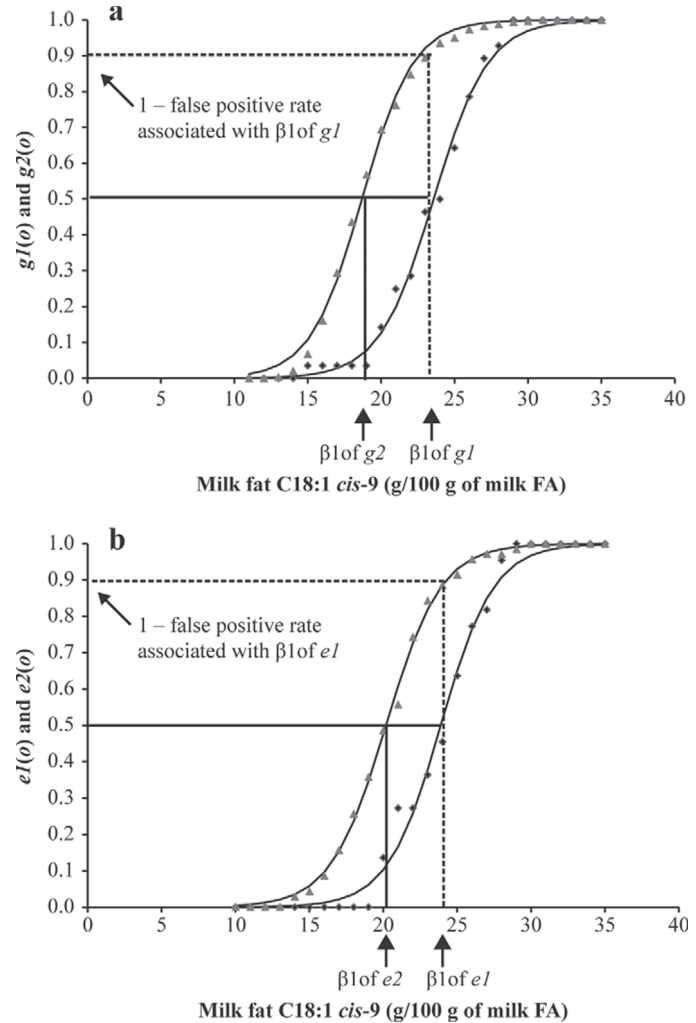 a
g1(o) and g2(o)
1.0
0.9
0.8
0.7
0.6
0.5
0.4
0.3
0.2
0.1
0.0
1 – false positive rate
associated with β1of g1
0 5 10 15 20 25 30 35 40
β1of g2 β1of g1
Milk fat C18:1 cis-9 (g/100 g of milk FA)
b
e1(o) and e2(o)
1.0
0.9
0.8
0.7
0.6
0.5
0.4
0.3
0.2
0.1
0.0
1 – false positive rate
associated with β1of e1
0 5 10 15 20 25 30 35 40
β1of e2 β1of e1
Milk fat C18:1 cis-9 (g/100 g of milk FA)